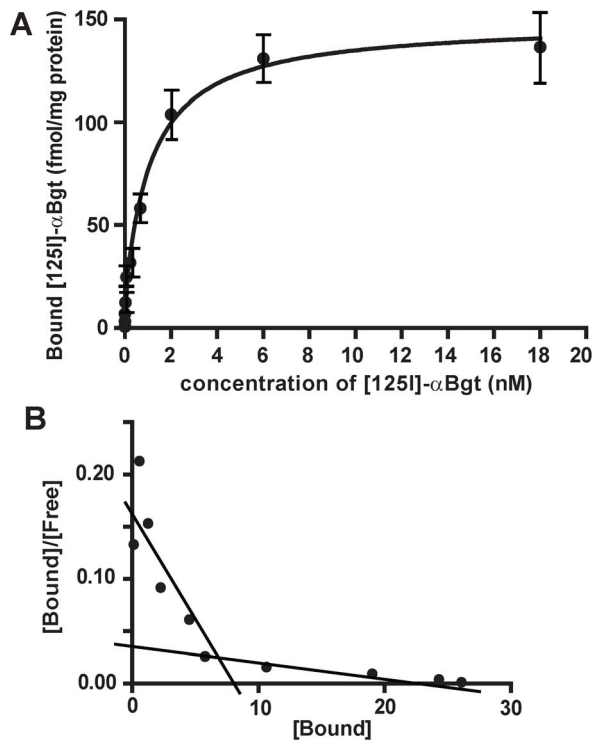 A
Bound [125I]-αBgt (fmol/mg protein)
150
100
50
0
0 2 4 6 8 10 12 14 16 18 20
concentration of [125I]-αBgt (nM)
B
[Bound]/[Free]
0.20
0.10
0.00
0 10 20 30
[Bound]